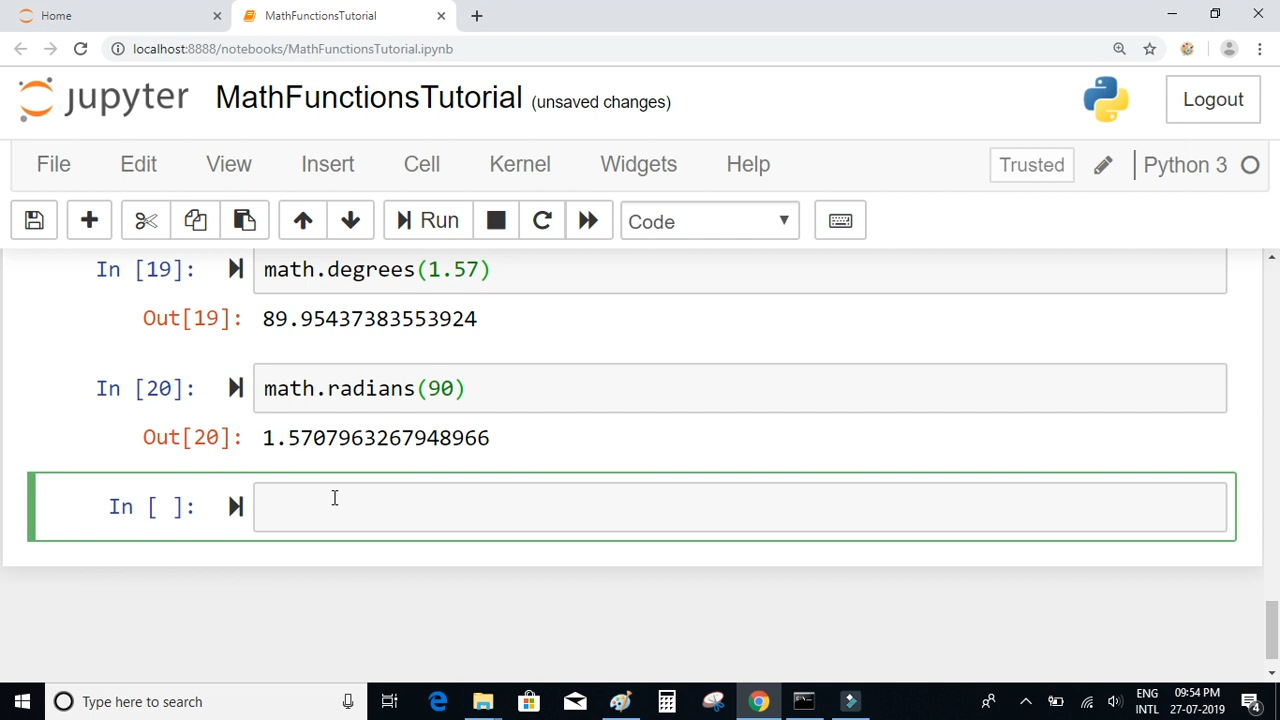 Home
MathFunctionsTutorial
localhost:8888/notebooks/MathFunctionsTutorial.ipynb
jupyter MathFunctionsTutorial (unsaved changes)
Logout
File Edit View Insert Cell Kernel Widgets Help Trusted Python 3
Run Code
In [19]: math.degrees(1.57)
Out[19]: 89.95437383553924
In [20]: math.radians(90)
Out[20]: 1.5707963267948966
In [ ]:
Type here to search
ENG 09:54 PM
INTL 27-07-2019
4